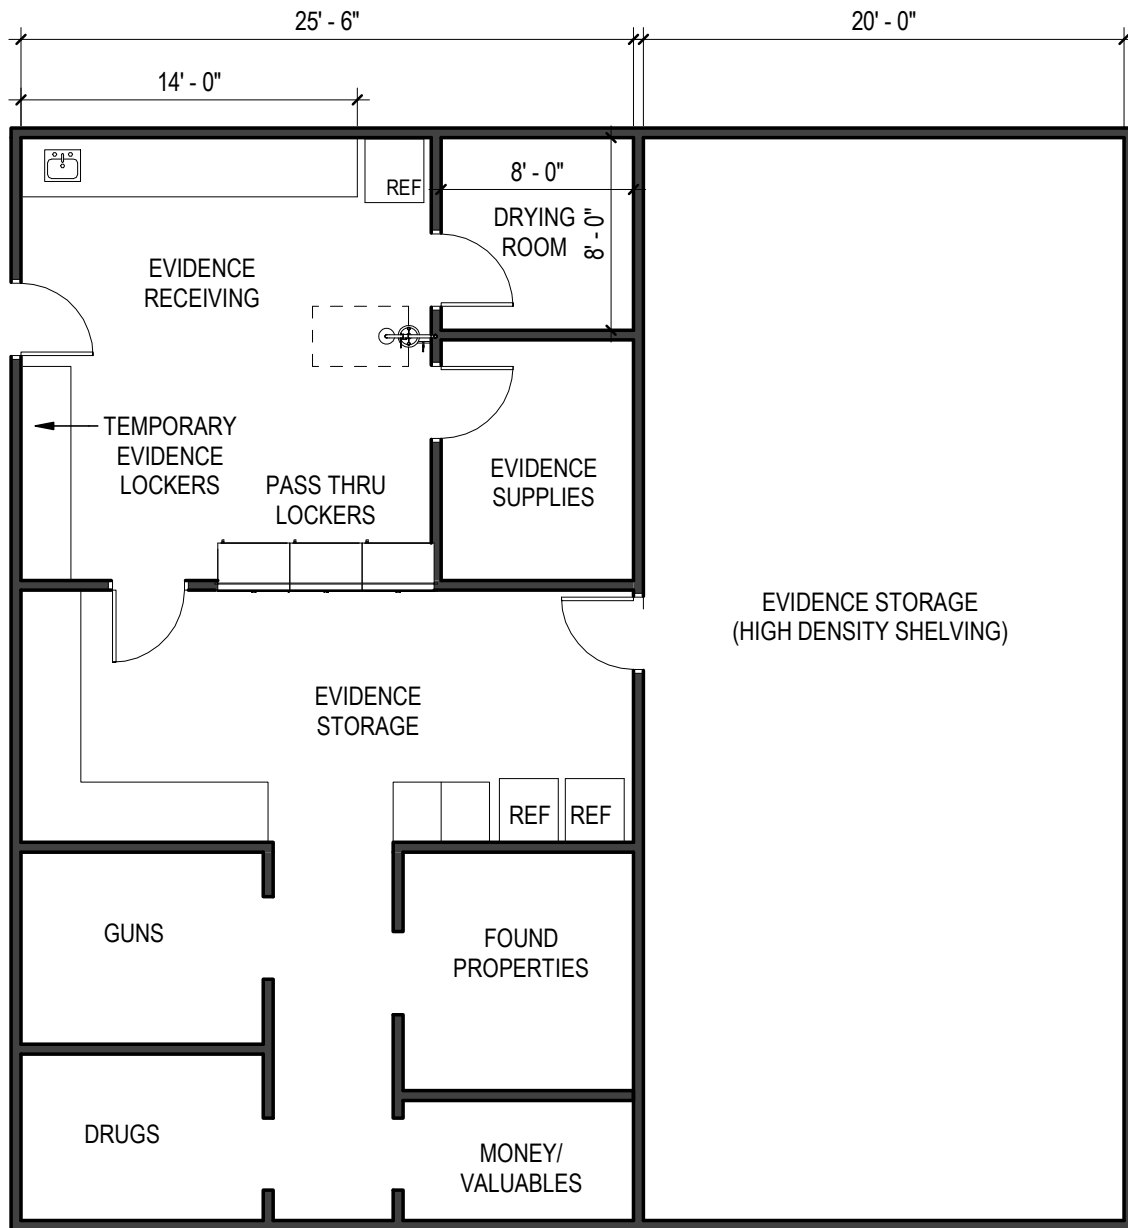 25' - 6"
20' - 0"
14' - 0"
REF
8' - 0"
8' - 0"
DRYING
ROOM
EVIDENCE
RECEIVING
TEMPORARY
EVIDENCE
LOCKERS
PASS THRU
LOCKERS
EVIDENCE
SUPPLIES
EVIDENCE STORAGE
(HIGH DENSITY SHELVING)
EVIDENCE
STORAGE
REF
REF
GUNS
FOUND
PROPERTIES
DRUGS
MONEY/
VALUABLES